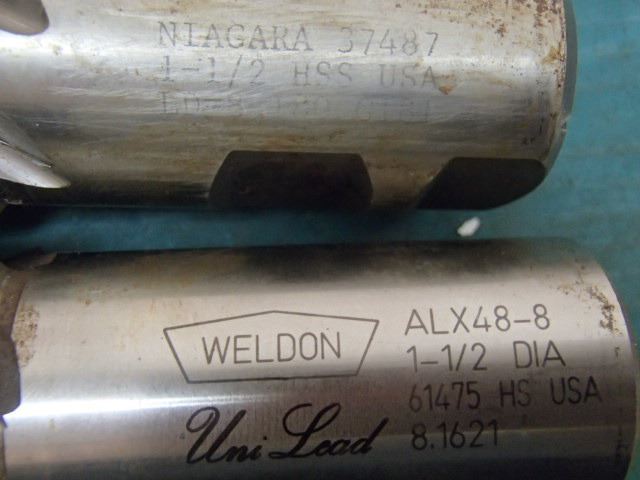 NIAGARA 37487
1-1/2 HSS USA
WELDON
Uni Lead
ALX48-8
1-1/2 DIA
61475 HS USA
8.1621